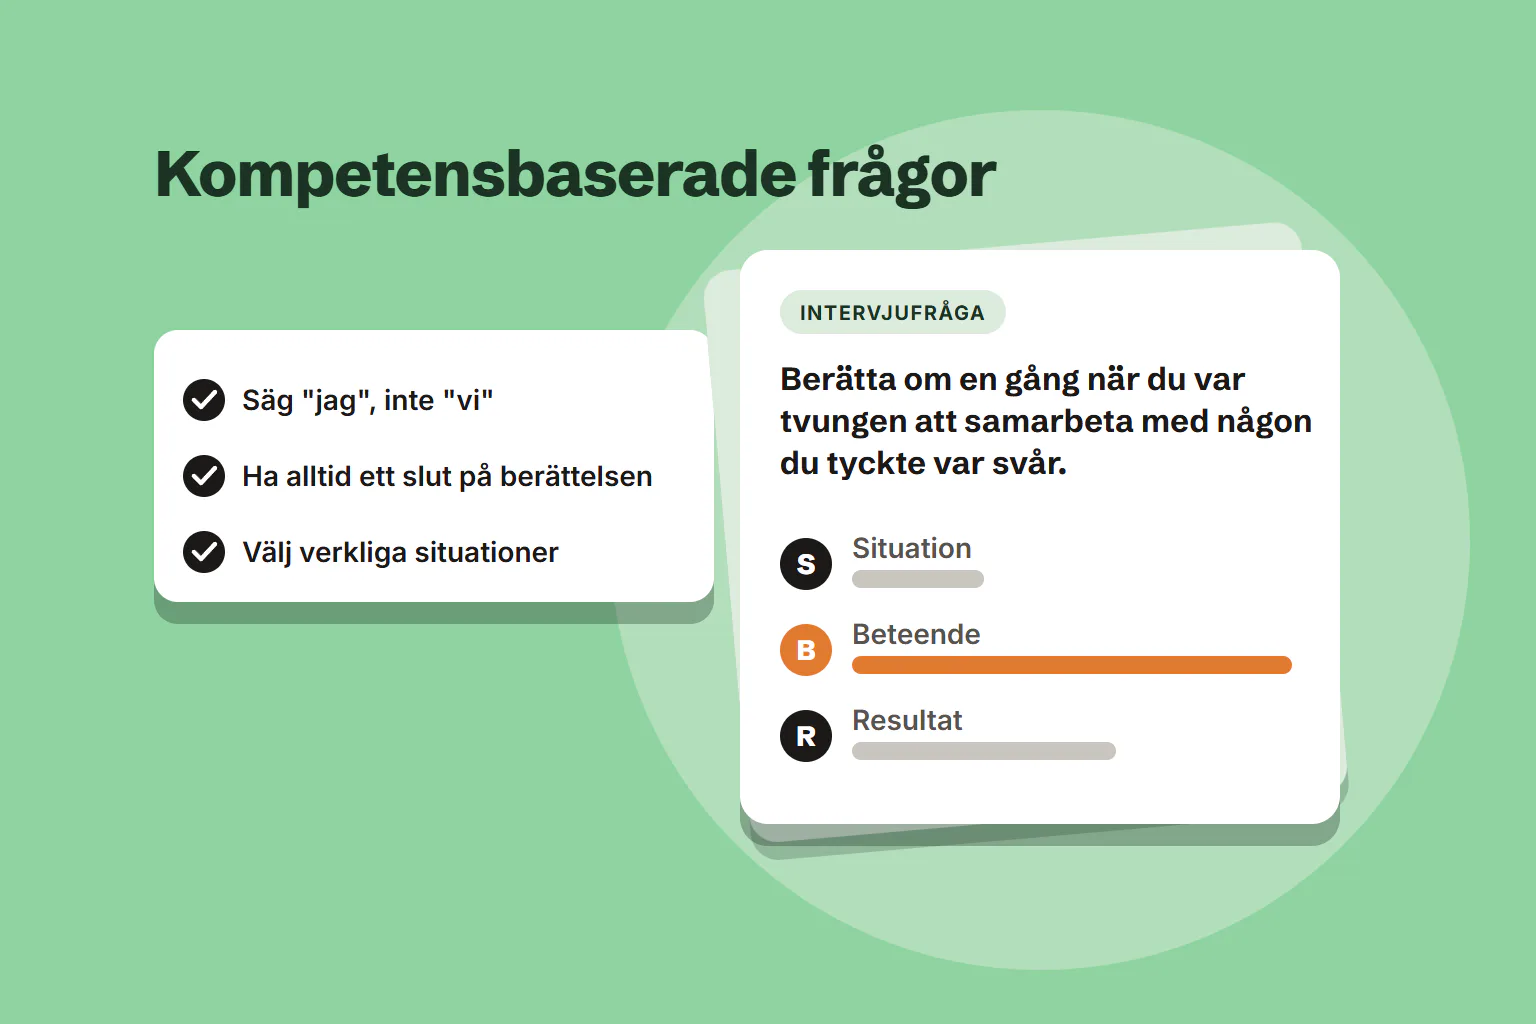 Kompetensbaserade frågor
Säg "jag", inte "vi"
Ha alltid ett slut på berättelsen
Välj verkliga situationer
INTERVJUFRÅGA
Berätta om en gång när du var
tvungen att samarbeta med någon
du tyckte var svår.
S Situation
B Beteende
R Resultat